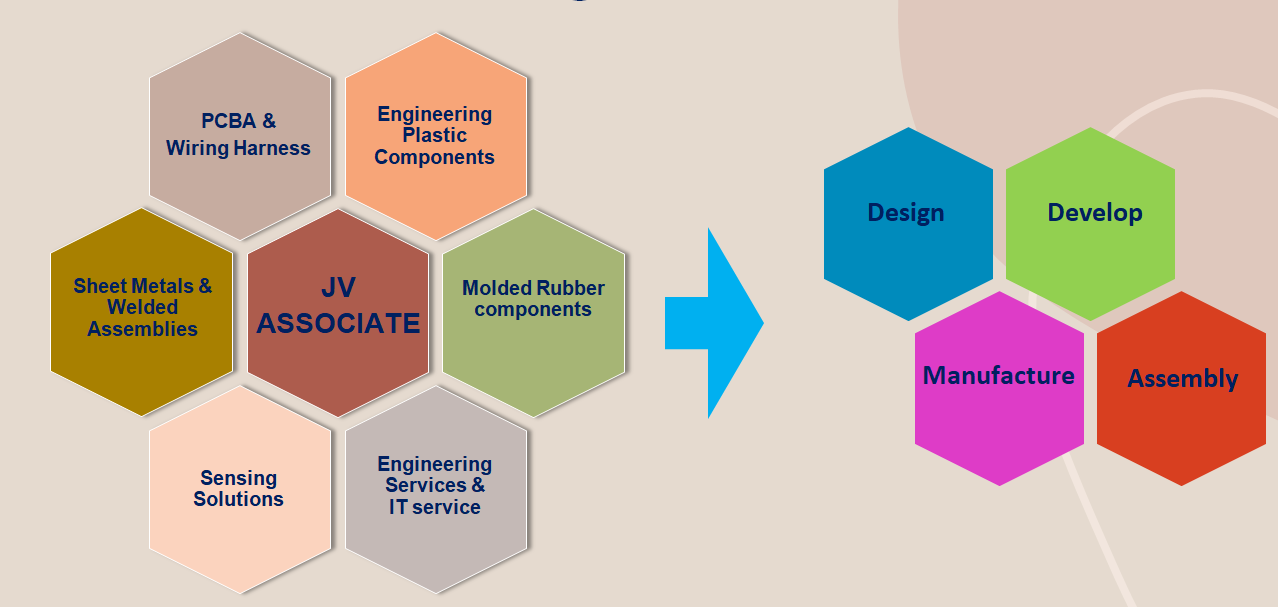 PCBA &
Wiring Harness
Engineering
Plastic
Components
Sheet Metals &
Welded
Assemblies
JV
ASSOCIATE
Molded Rubber
components
Sensing
Solutions
Engineering
Services &
IT service
Design
Develop
Manufacture
Assembly